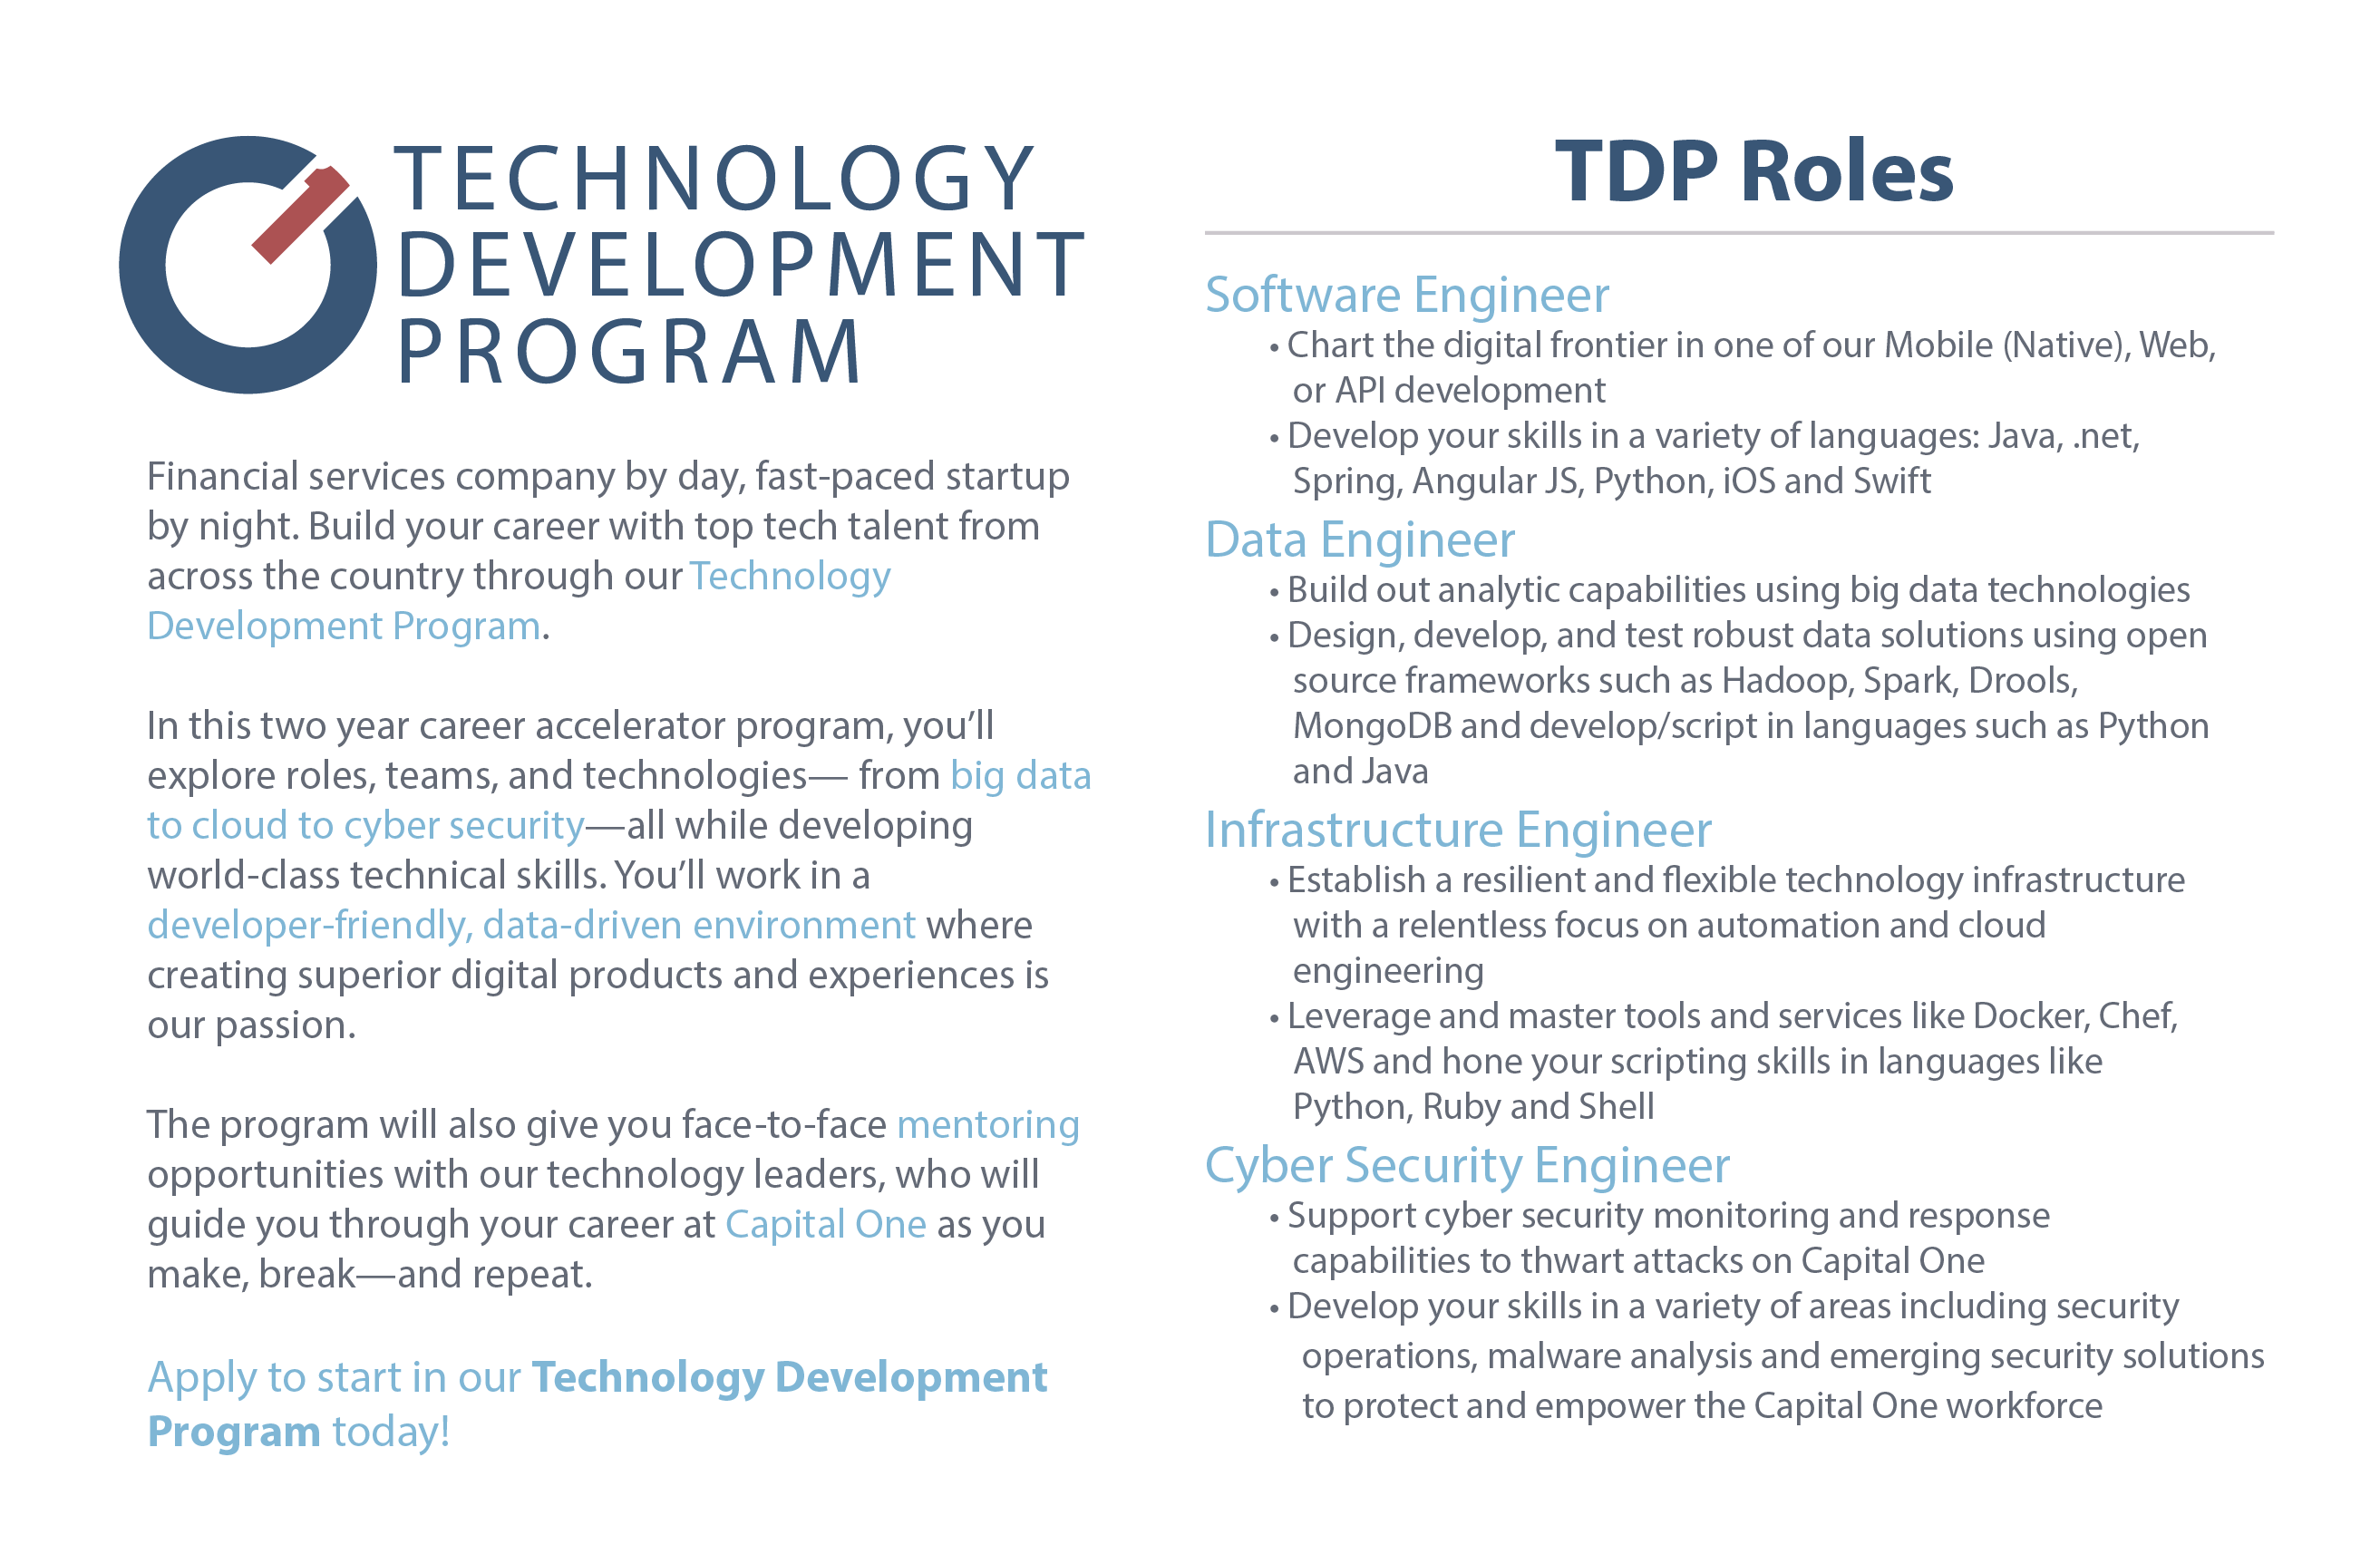 TECHNOLOGY
DEVELOPMENT
PROGRAM
Financial services company by day, fast-paced startup
by night. Build your career with top tech talent from
across the country through our Technology
Development Program.
In this two year career accelerator program, you’ll
explore roles, teams, and technologies— from big data
to cloud to cyber security—all while developing
world-class technical skills. You’ll work in a
developer-friendly, data-driven environment where
creating superior digital products and experiences is
our passion.
The program will also give you face-to-face mentoring
opportunities with our technology leaders, who will
guide you through your career at Capital One as you
make, break—and repeat.
Apply to start in our Technology Development
Program today!
TDP Roles
Software Engineer
• Chart the digital frontier in one of our Mobile (Native), Web,
or API development
• Develop your skills in a variety of languages: Java, .net,
Spring, Angular JS, Python, iOS and Swift
Data Engineer
• Build out analytic capabilities using big data technologies
• Design, develop, and test robust data solutions using open
source frameworks such as Hadoop, Spark, Drools,
MongoDB and develop/script in languages such as Python
and Java
Infrastructure Engineer
• Establish a resilient and flexible technology infrastructure
with a relentless focus on automation and cloud
engineering
• Leverage and master tools and services like Docker, Chef,
AWS and hone your scripting skills in languages like
Python, Ruby and Shell
Cyber Security Engineer
• Support cyber security monitoring and response
capabilities to thwart attacks on Capital One
• Develop your skills in a variety of areas including security
operations, malware analysis and emerging security solutions
to protect and empower the Capital One workforce